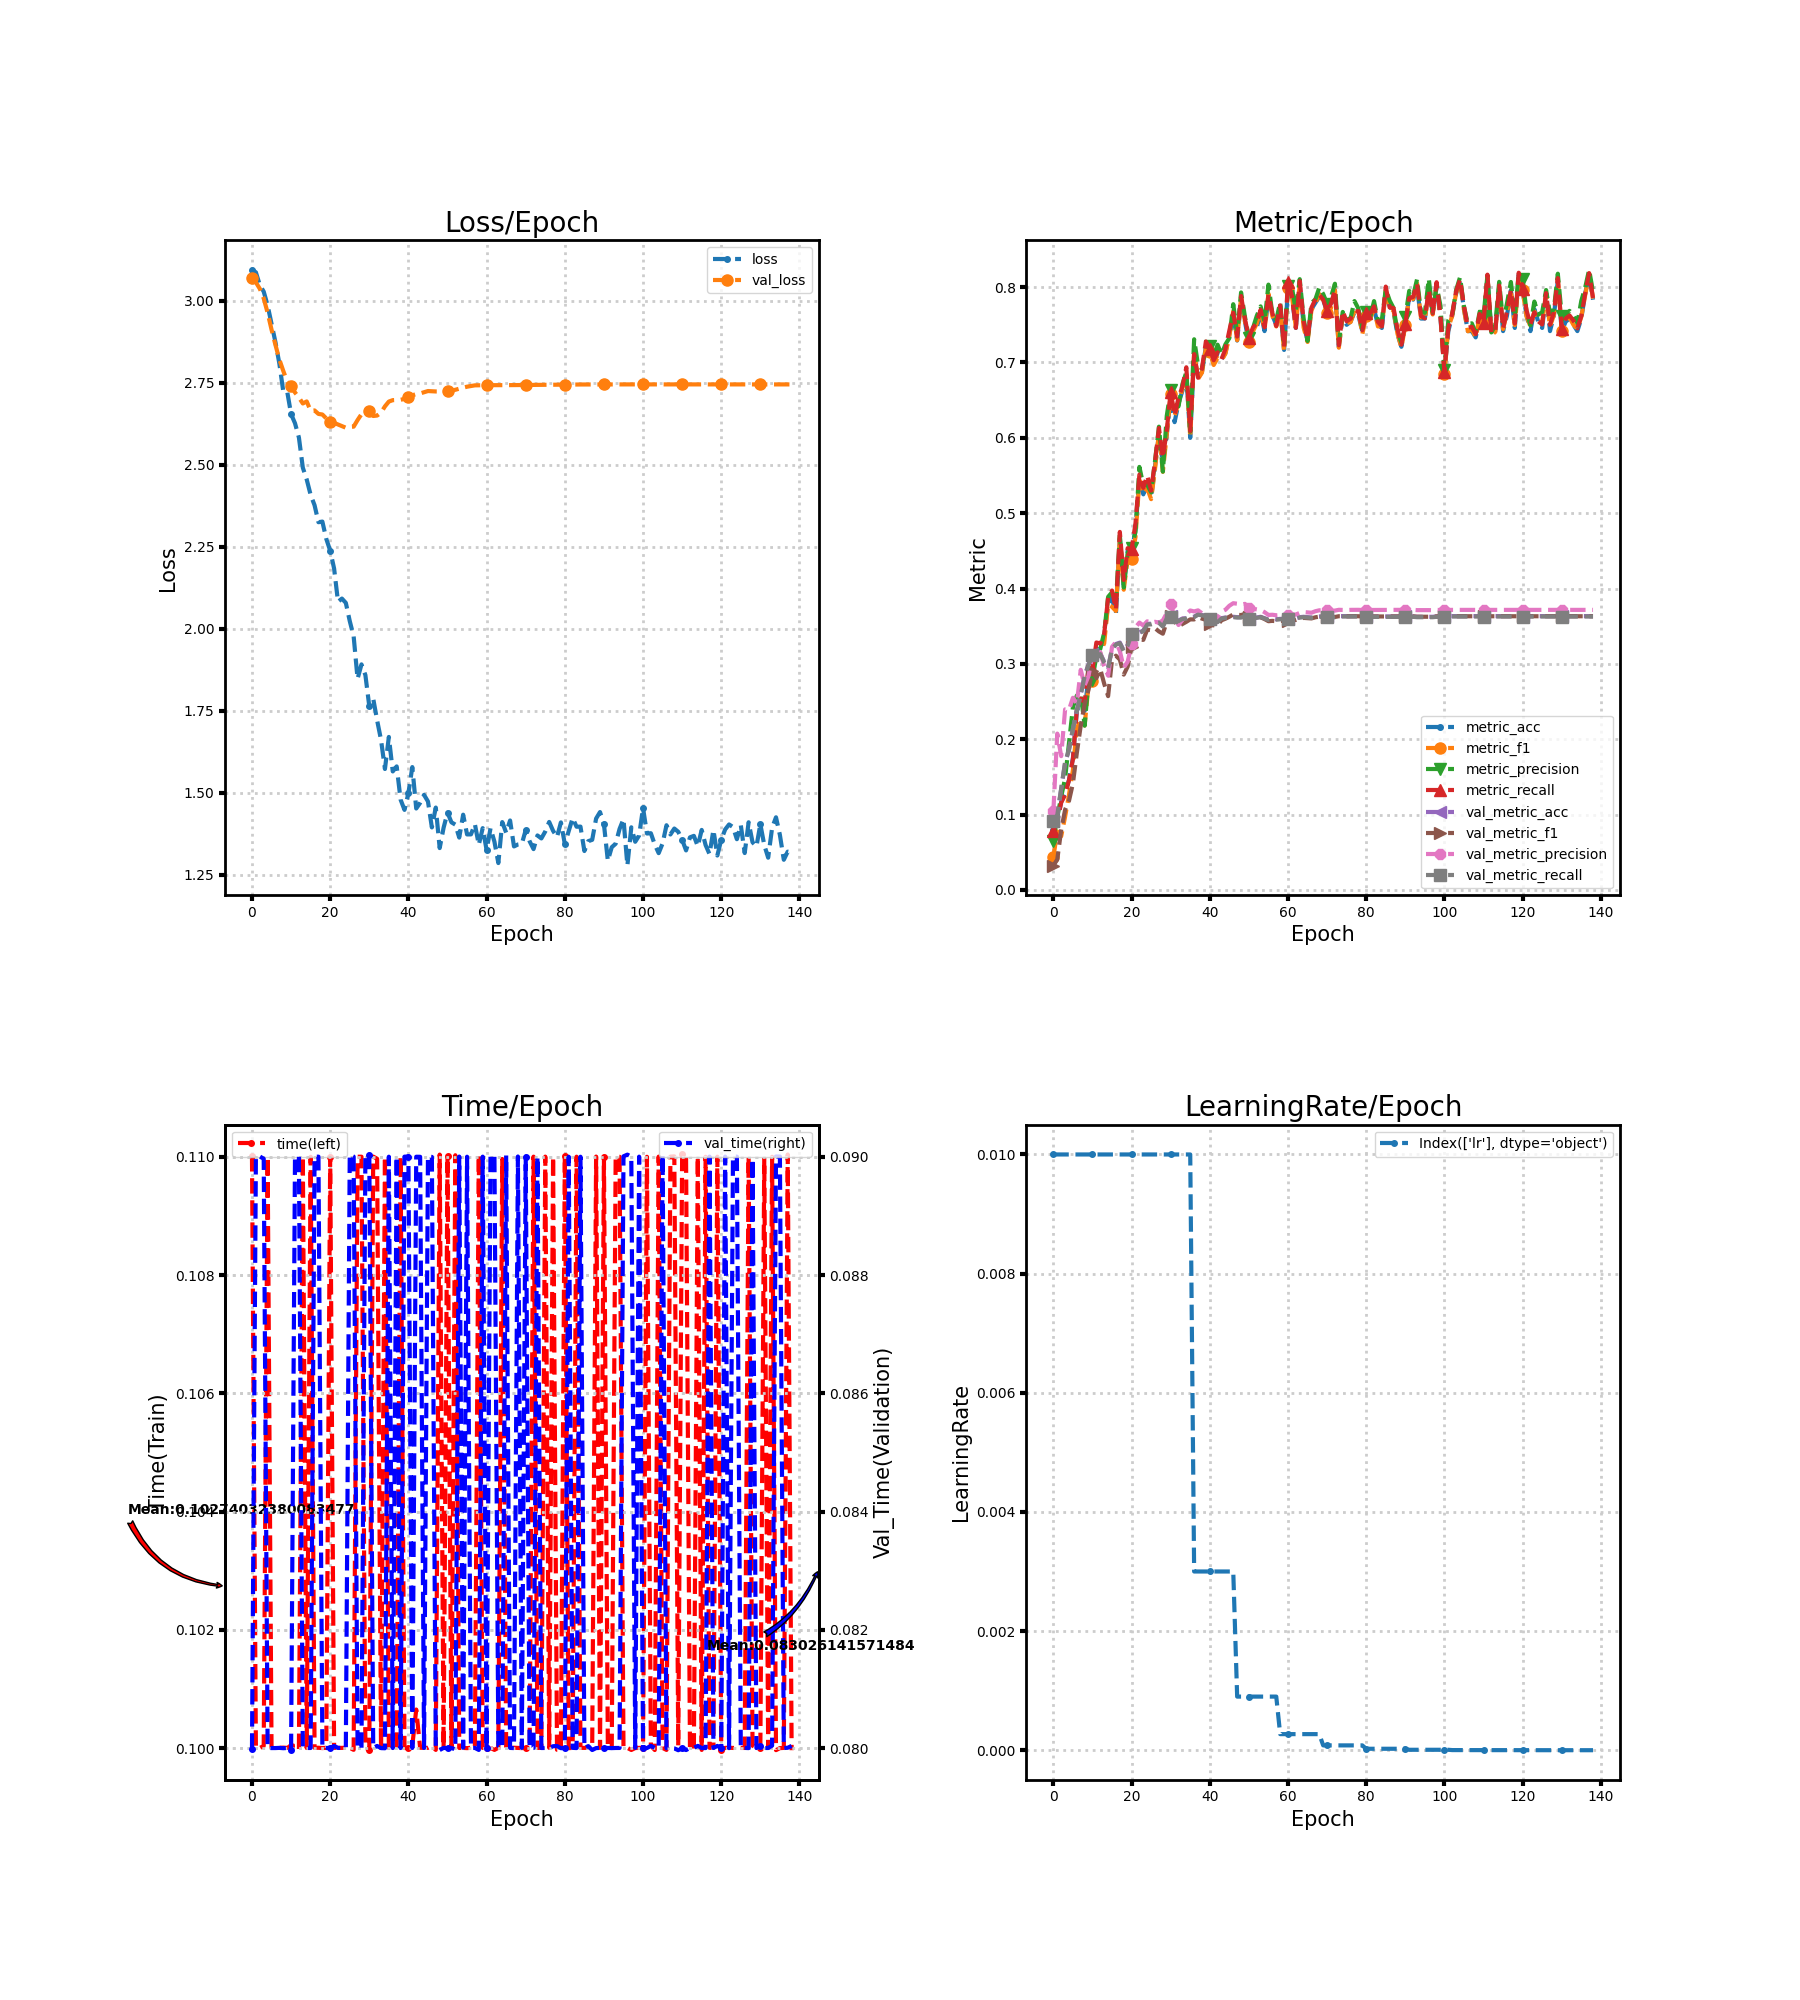 Loss/Epoch
loss
val_loss
3.00
2.75
2.50
2.25
2.00
1.75
1.50
1.25
Loss
0 20 40 60 80 100 120 140
Epoch
Metric/Epoch
0.8
0.7
0.6
0.5
0.4
0.3
0.2
0.1
0.0
Metric
metric_acc
metric_f1
metric_precision
metric_recall
val_metric_acc
val_metric_f1
val_metric_precision
val_metric_recall
0 20 40 60 80 100 120 140
Epoch
Time/Epoch
time(left)
val_time(right)
0.110
0.108
0.106
0.104
0.102
0.100
Time(Train)
0.090
0.088
0.086
0.084
0.082
0.080
Val_Time(Validation)
Mean:0.083026141571484
0 20 40 60 80 100 120 140
Epoch
LearningRate/Epoch
Index(['lr'], dtype='object')
0.010
0.008
0.006
0.004
0.002
0.000
LearningRate
0 20 40 60 80 100 120 140
Epoch